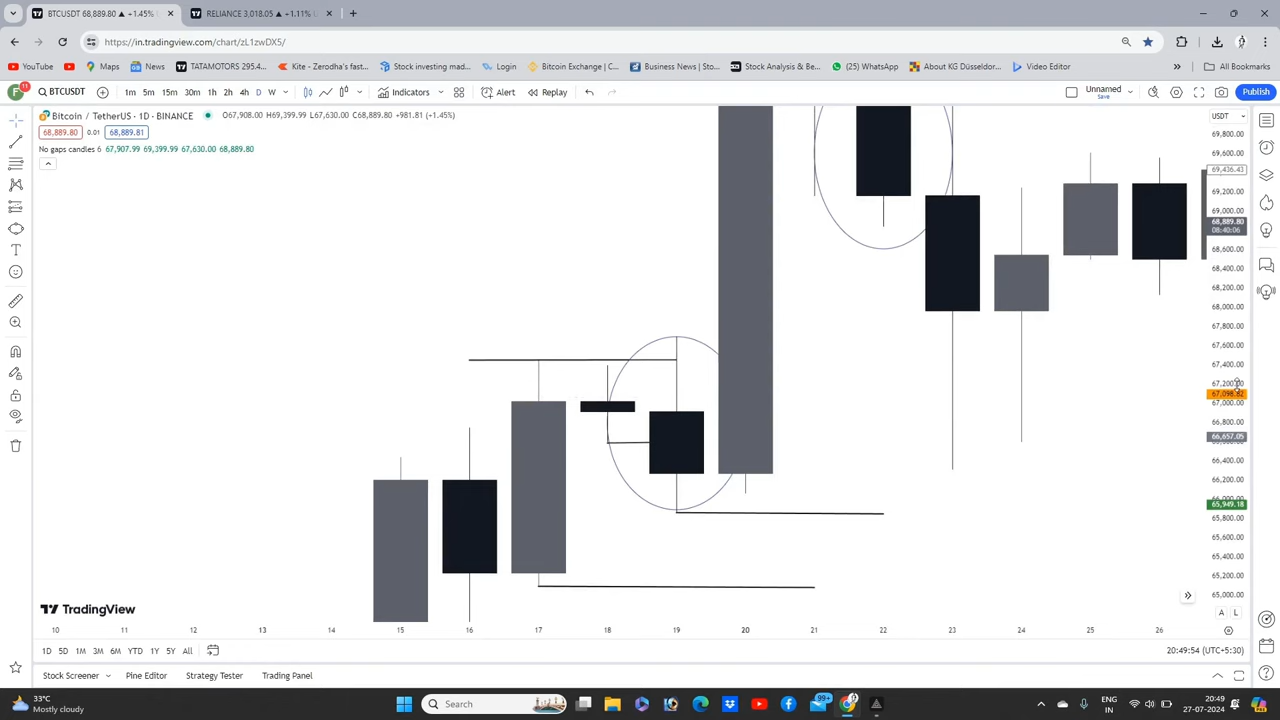 BTCUSDT 68,889.80 ▲ +1.45%
RELIANCE 3,018.05 ▲ +1.11%
https://in.tradingview.com/chart/zL1zwDX5/
YouTube
Maps
News
TATAMOTORS 295.4...
Kite - Zerodha's fast...
Stock investing mad...
Login
Bitcoin Exchange | C...
Business News | Sto...
Stock Analysis & Be...
(25) WhatsApp
About KG Düsseldor...
Video Editor
All Bookmarks
F 11 BTCUSDT 1m 5m 15m 30m 1h 2h 4h D W Indicators Alert Replay Unnamed Save Publish
Bitcoin / TetherUS · 1D · BINANCE O67,908.00 H69,399.99 L67,630.00 C68,889.80 +981.81 (+1.45%) USDT
68,889.80 0.01 68,889.81
No gaps candles 6 67,907.99 69,399.99 67,630.00 68,889.80
69,800.00
69,600.00
69,436.43
69,200.00
69,000.00
68,889.80
08:40:06
68,600.00
68,400.00
68,200.00
68,000.00
67,800.00
67,600.00
67,400.00
67,200.00
67,098.82
67,000.00
66,800.00
66,657.05
66,400.00
66,200.00
66,000.00
65,949.18
65,800.00
65,600.00
65,400.00
65,200.00
65,000.00
TradingView
A L
10 11 12 13 14 15 16 17 18 19 20 21 22 23 24 25 26
1D 5D 1M 3M 6M YTD 1Y 5Y All 20:49:54 (UTC+5:30)
Stock Screener Pine Editor Strategy Tester Trading Panel
33°C
Mostly cloudy
Search
99+
ENG
IN
20:49
27-07-2024